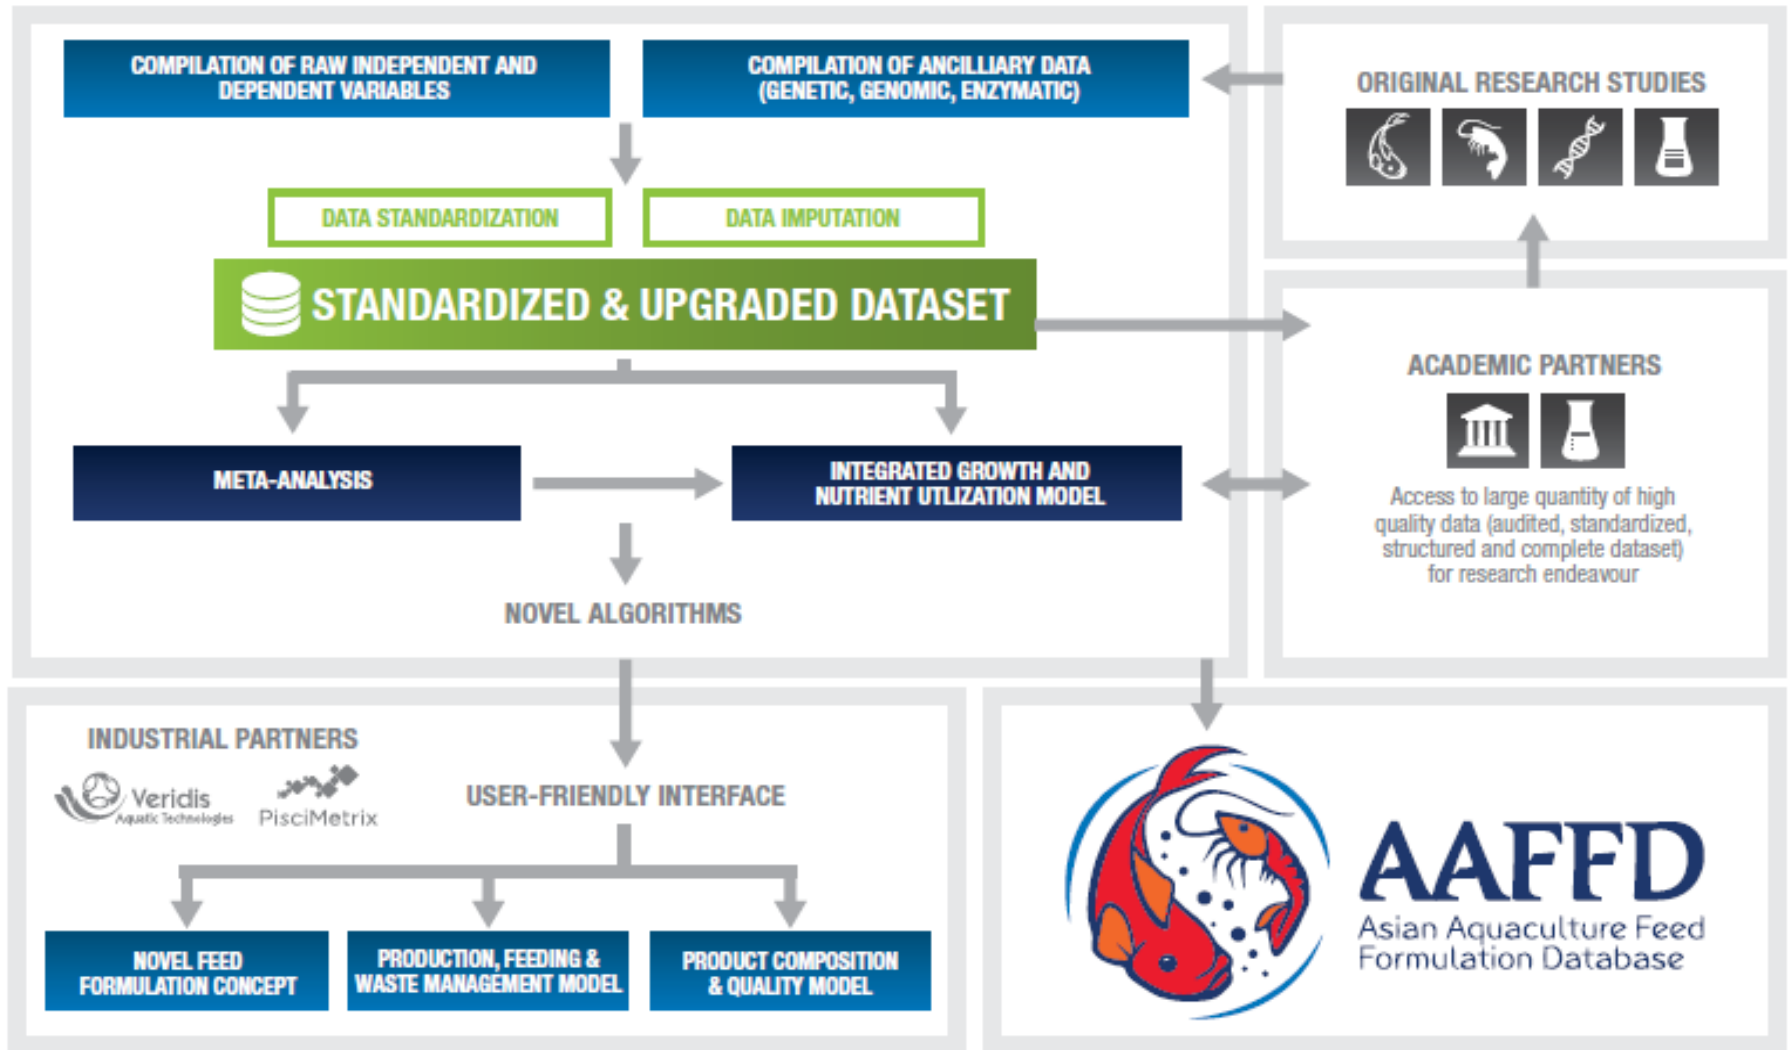 COMPILATION OF RAW INDEPENDENT AND
DEPENDENT VARIABLES
COMPILATION OF ANCILLIARY DATA
(GENETIC, GENOMIC, ENZYMATIC)
ORIGINAL RESEARCH STUDIES
DATA STANDARDIZATION
DATA IMPUTATION
STANDARDIZED & UPGRADED DATASET
ACADEMIC PARTNERS
Access to large quantity of high
quality data (audited, standardized,
structured and complete dataset)
for research endeavour
META-ANALYSIS
INTEGRATED GROWTH AND
NUTRIENT UTLIZATION MODEL
NOVEL ALGORITHMS
INDUSTRIAL PARTNERS
Veridis
Aquatic Technologies
PisciMetrix
USER-FRIENDLY INTERFACE
NOVEL FEED
FORMULATION CONCEPT
PRODUCTION, FEEDING &
WASTE MANAGEMENT MODEL
PRODUCT COMPOSITION
& QUALITY MODEL
AAFFD
Asian Aquaculture Feed
Formulation Database